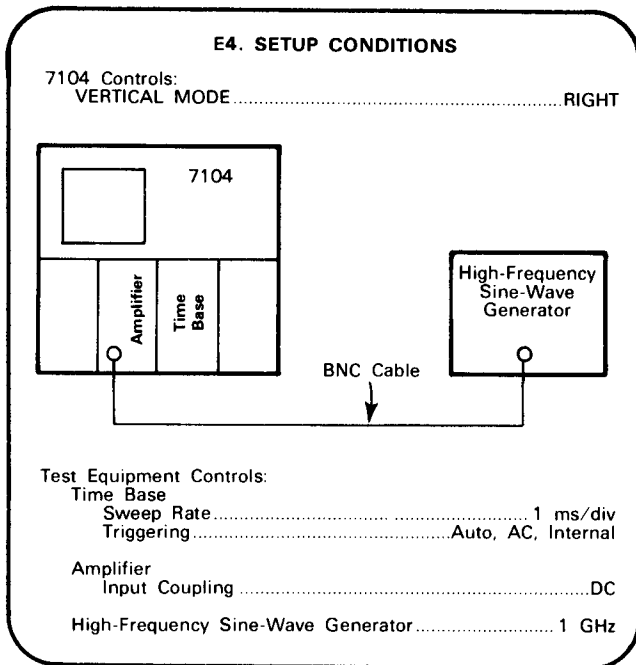 E4. SETUP CONDITIONS
7104 Controls:
VERTICAL MODE..........................................................RIGHT
7104
Amplifier
Time
Base
High-Frequency
Sine-Wave
Generator
BNC Cable
Test Equipment Controls:
Time Base
Sweep Rate.............................. ........................1 ms/div
Triggering..........................................Auto, AC, Internal
Amplifier
Input Coupling ..........................................................DC
High-Frequency Sine-Wave Generator.......................1 GHz